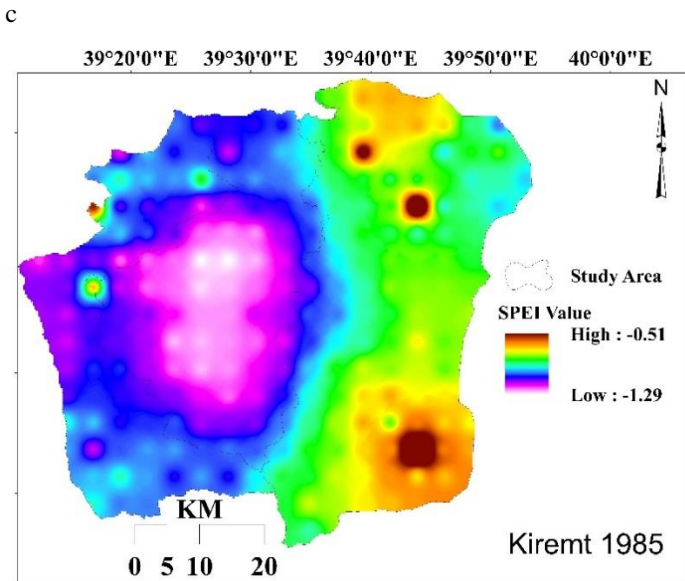 c
39°20'0"E 39°30'0"E 39°40'0"E 39°50'0"E 40°0'0"E
N
Study Area
SPEI Value
High : -0.51
Low : -1.29
KM
0 5 10 20
Kiremt 1985